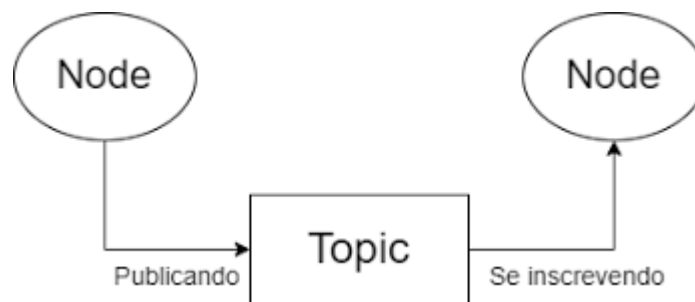 Node
Node
Topic
Publicando
Se inscrevendo